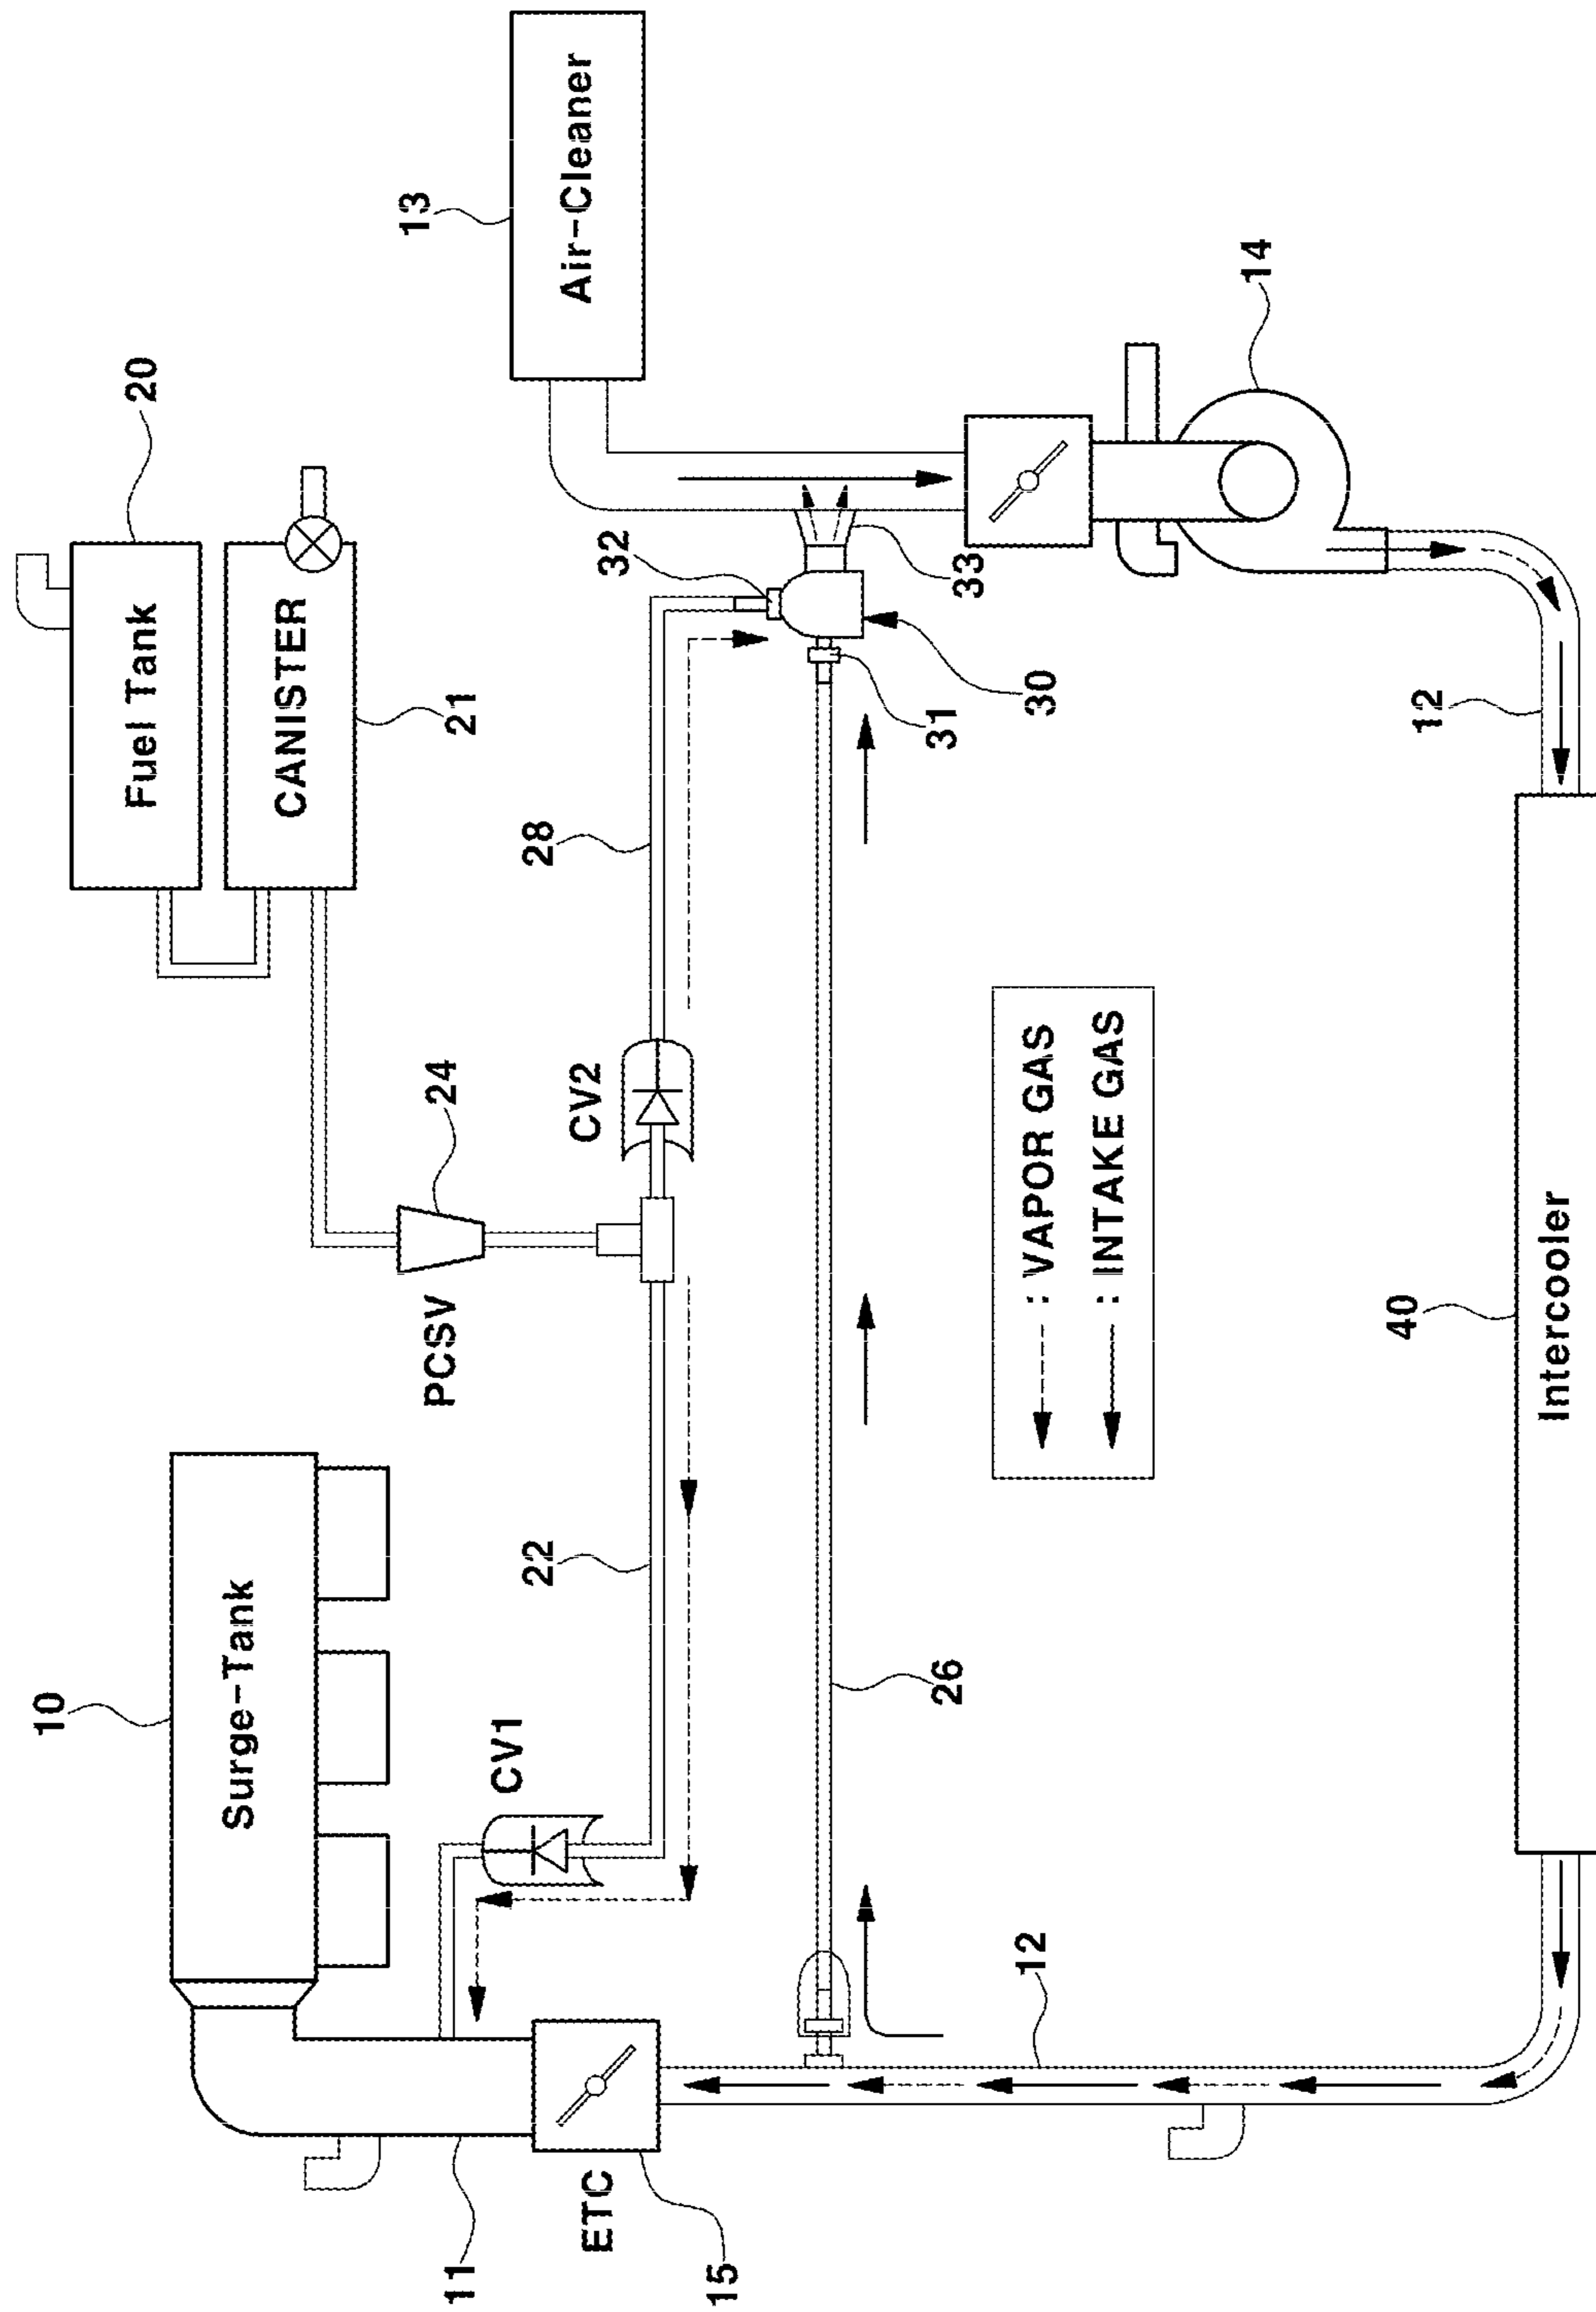 10
Surge-Tank
20
Fuel Tank
CANISTER
21
24
PCSV
11
CV1
22
CV2
28
32
13
Air-Cleaner
ETC
15
26
31
30
33
12
: VAPOR GAS
: INTAKE GAS
14
12
40
Intercooler